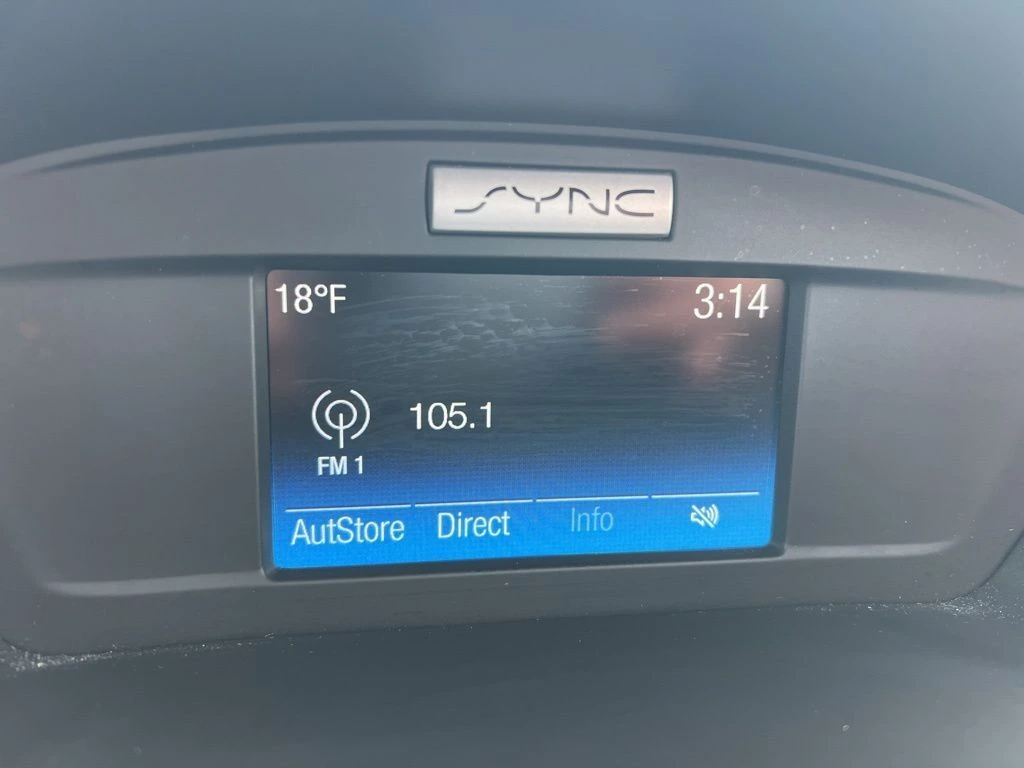 SYNC
18°F 3:14
105.1
FM 1
AutStore Direct Info